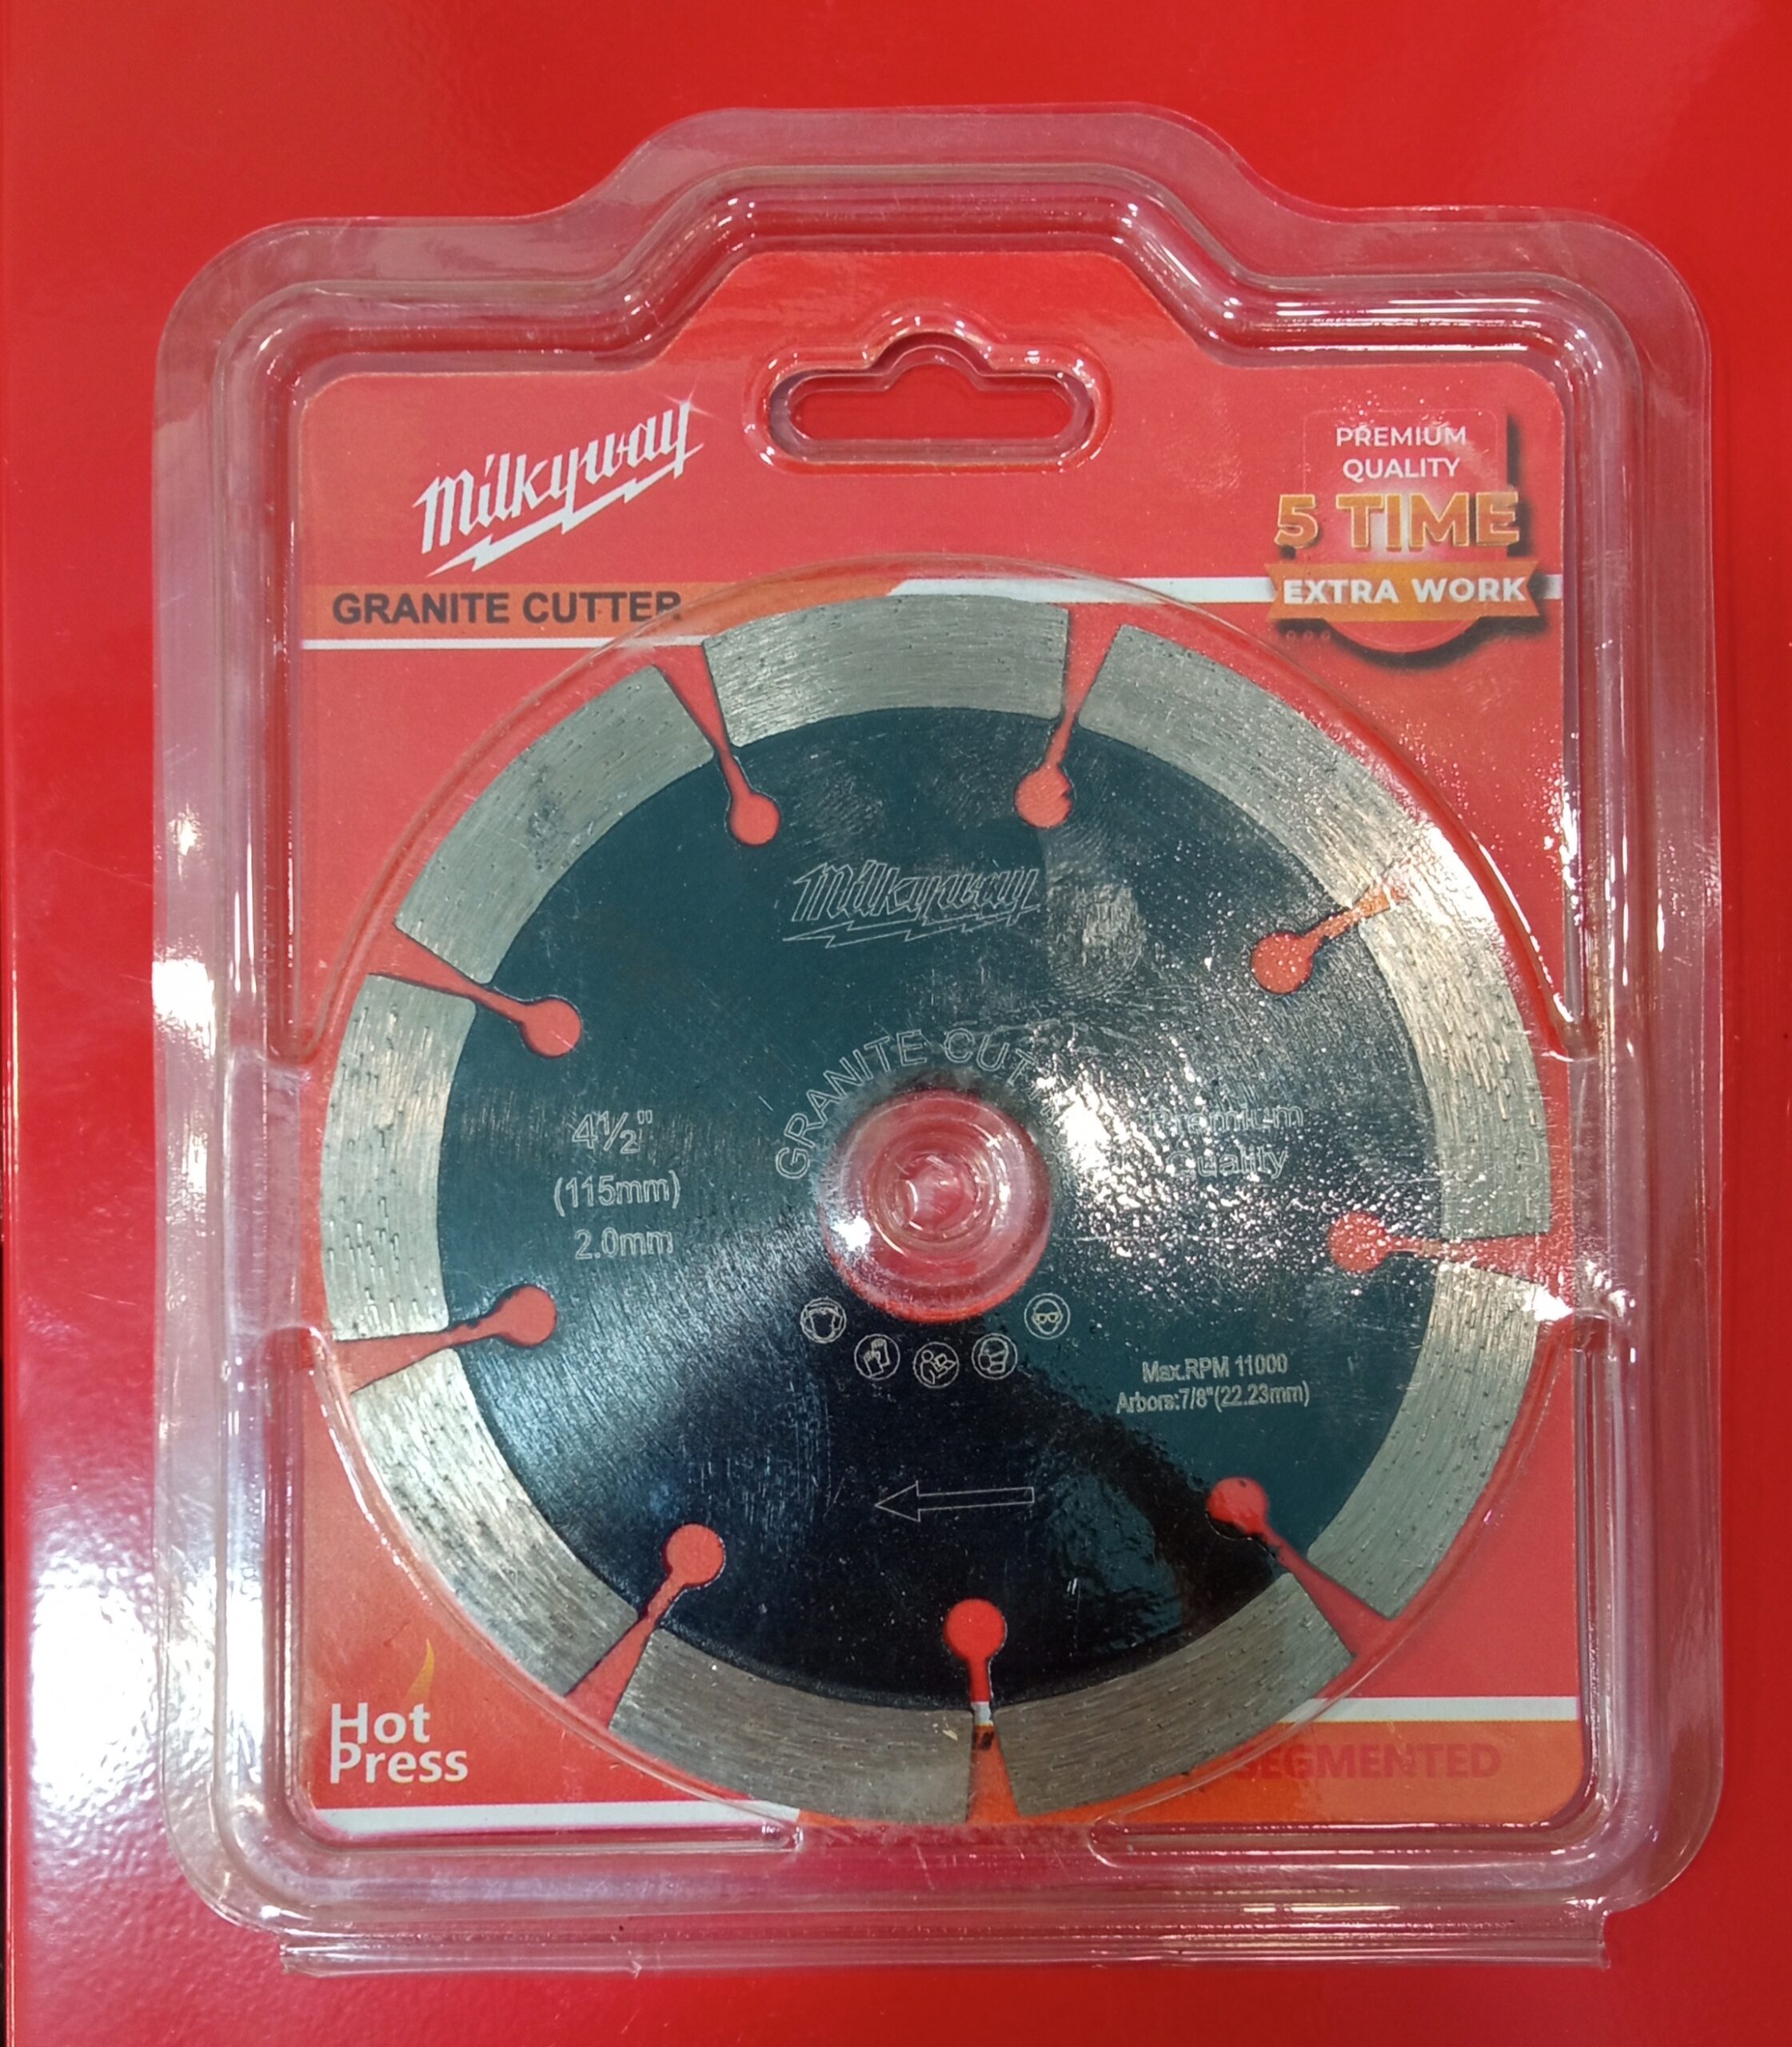 Milkyway
GRANITE CUTTER
PREMIUM
QUALITY
5 TIME
EXTRA WORK
Milkyway
GRANITE CUT
4½"
(115mm)
2.0mm
Premium
Quality
Max.RPM 11000
Arbors:7/8"(22.23mm)
Hot
Press
SEGMENTED